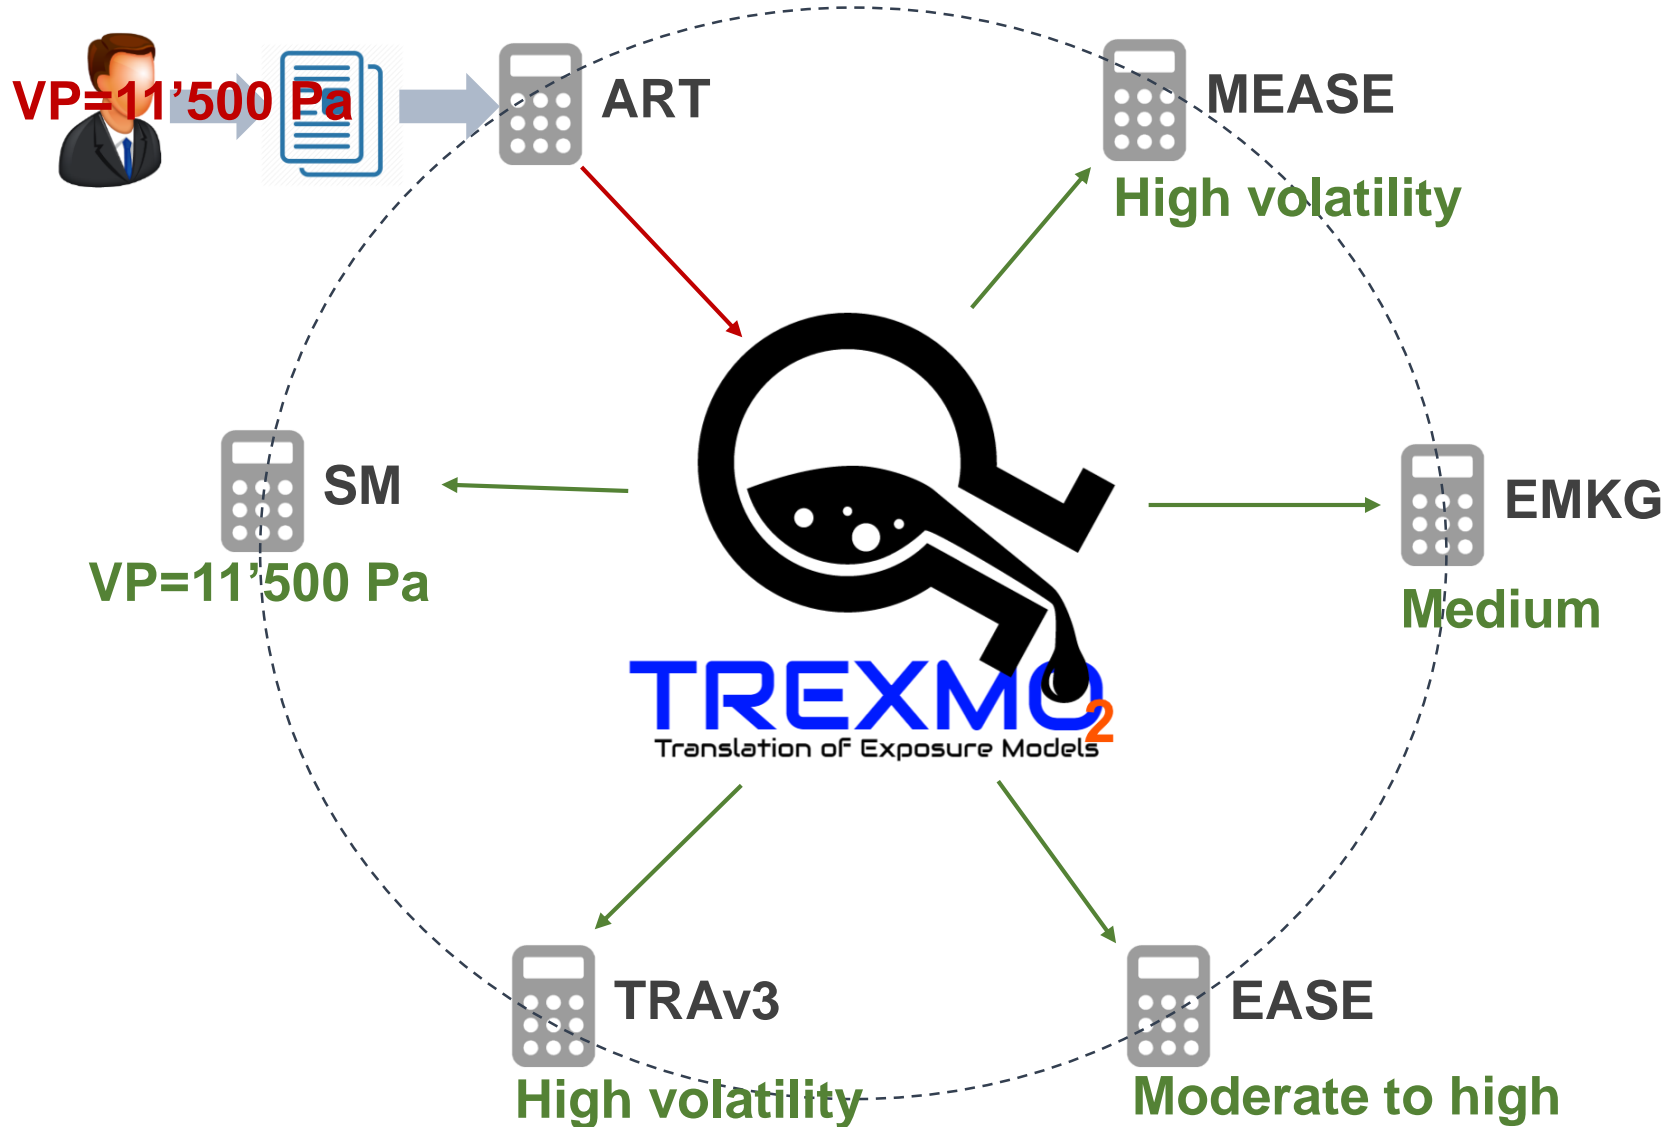 VP=11’500 Pa
ART
MEASE
High volatility
SM
VP=11’500 Pa
EMKG
Medium
TREXMO2
Translation of Exposure Models
TRAv3
High volatility
EASE
Moderate to high